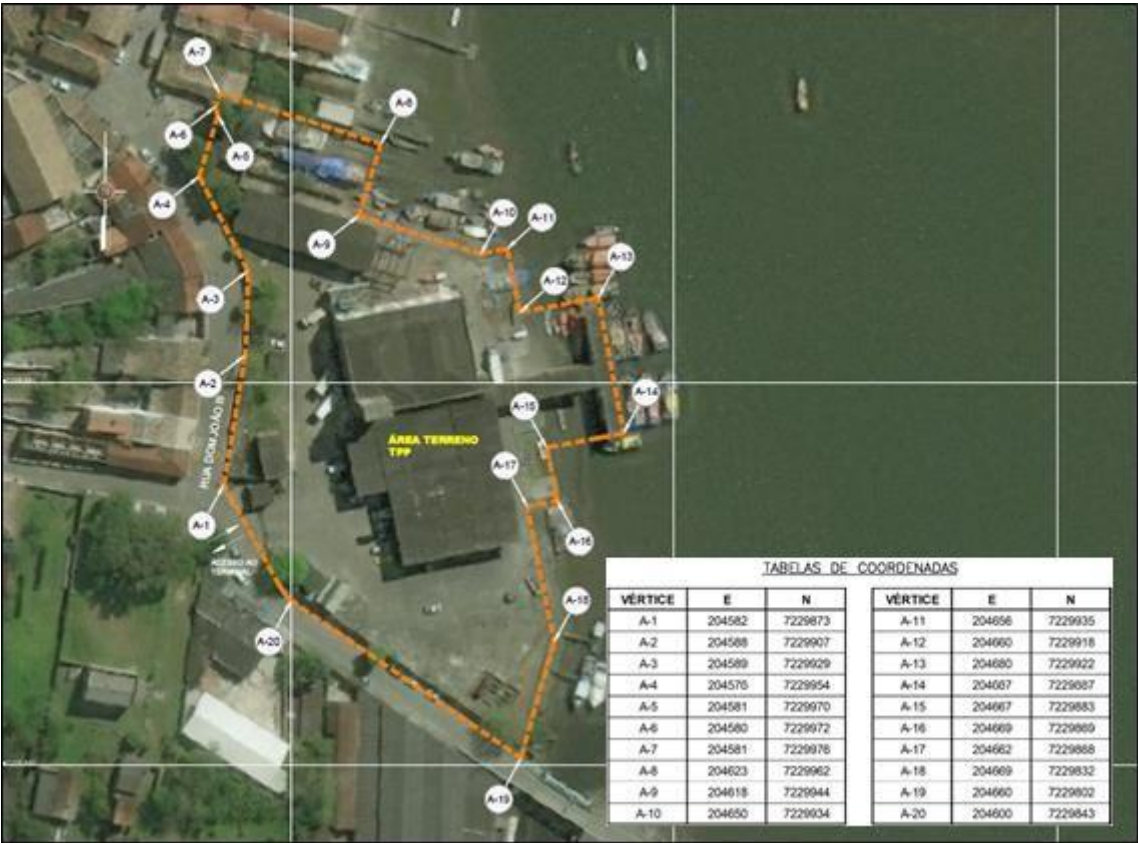 A-7
A-8
A-6
A-5
A-4
A-10
A-11
A-9
A-13
A-12
A-3
A-2
A-14
A-15
RUA DOM JOÃO III
ÁREA TERRENO
TPP
A-17
A-1
A-16
ACESSO AO
TERMINAL
A-18
A-20
A-19
TABELAS DE COORDENADAS
VÉRTICE E N VÉRTICE E N
A-1 204582 7229873 A-11 204656 7229935
A-2 204588 7229907 A-12 204660 7229918
A-3 204589 7229929 A-13 204680 7229922
A-4 204576 7229954 A-14 204687 7229887
A-5 204581 7229970 A-15 204667 7229883
A-6 204580 7229972 A-16 204669 7229869
A-7 204581 7229976 A-17 204662 7229868
A-8 204623 7229962 A-18 204669 7229832
A-9 204618 7229944 A-19 204660 7229802
A-10 204650 7229934 A-20 204600 7229843